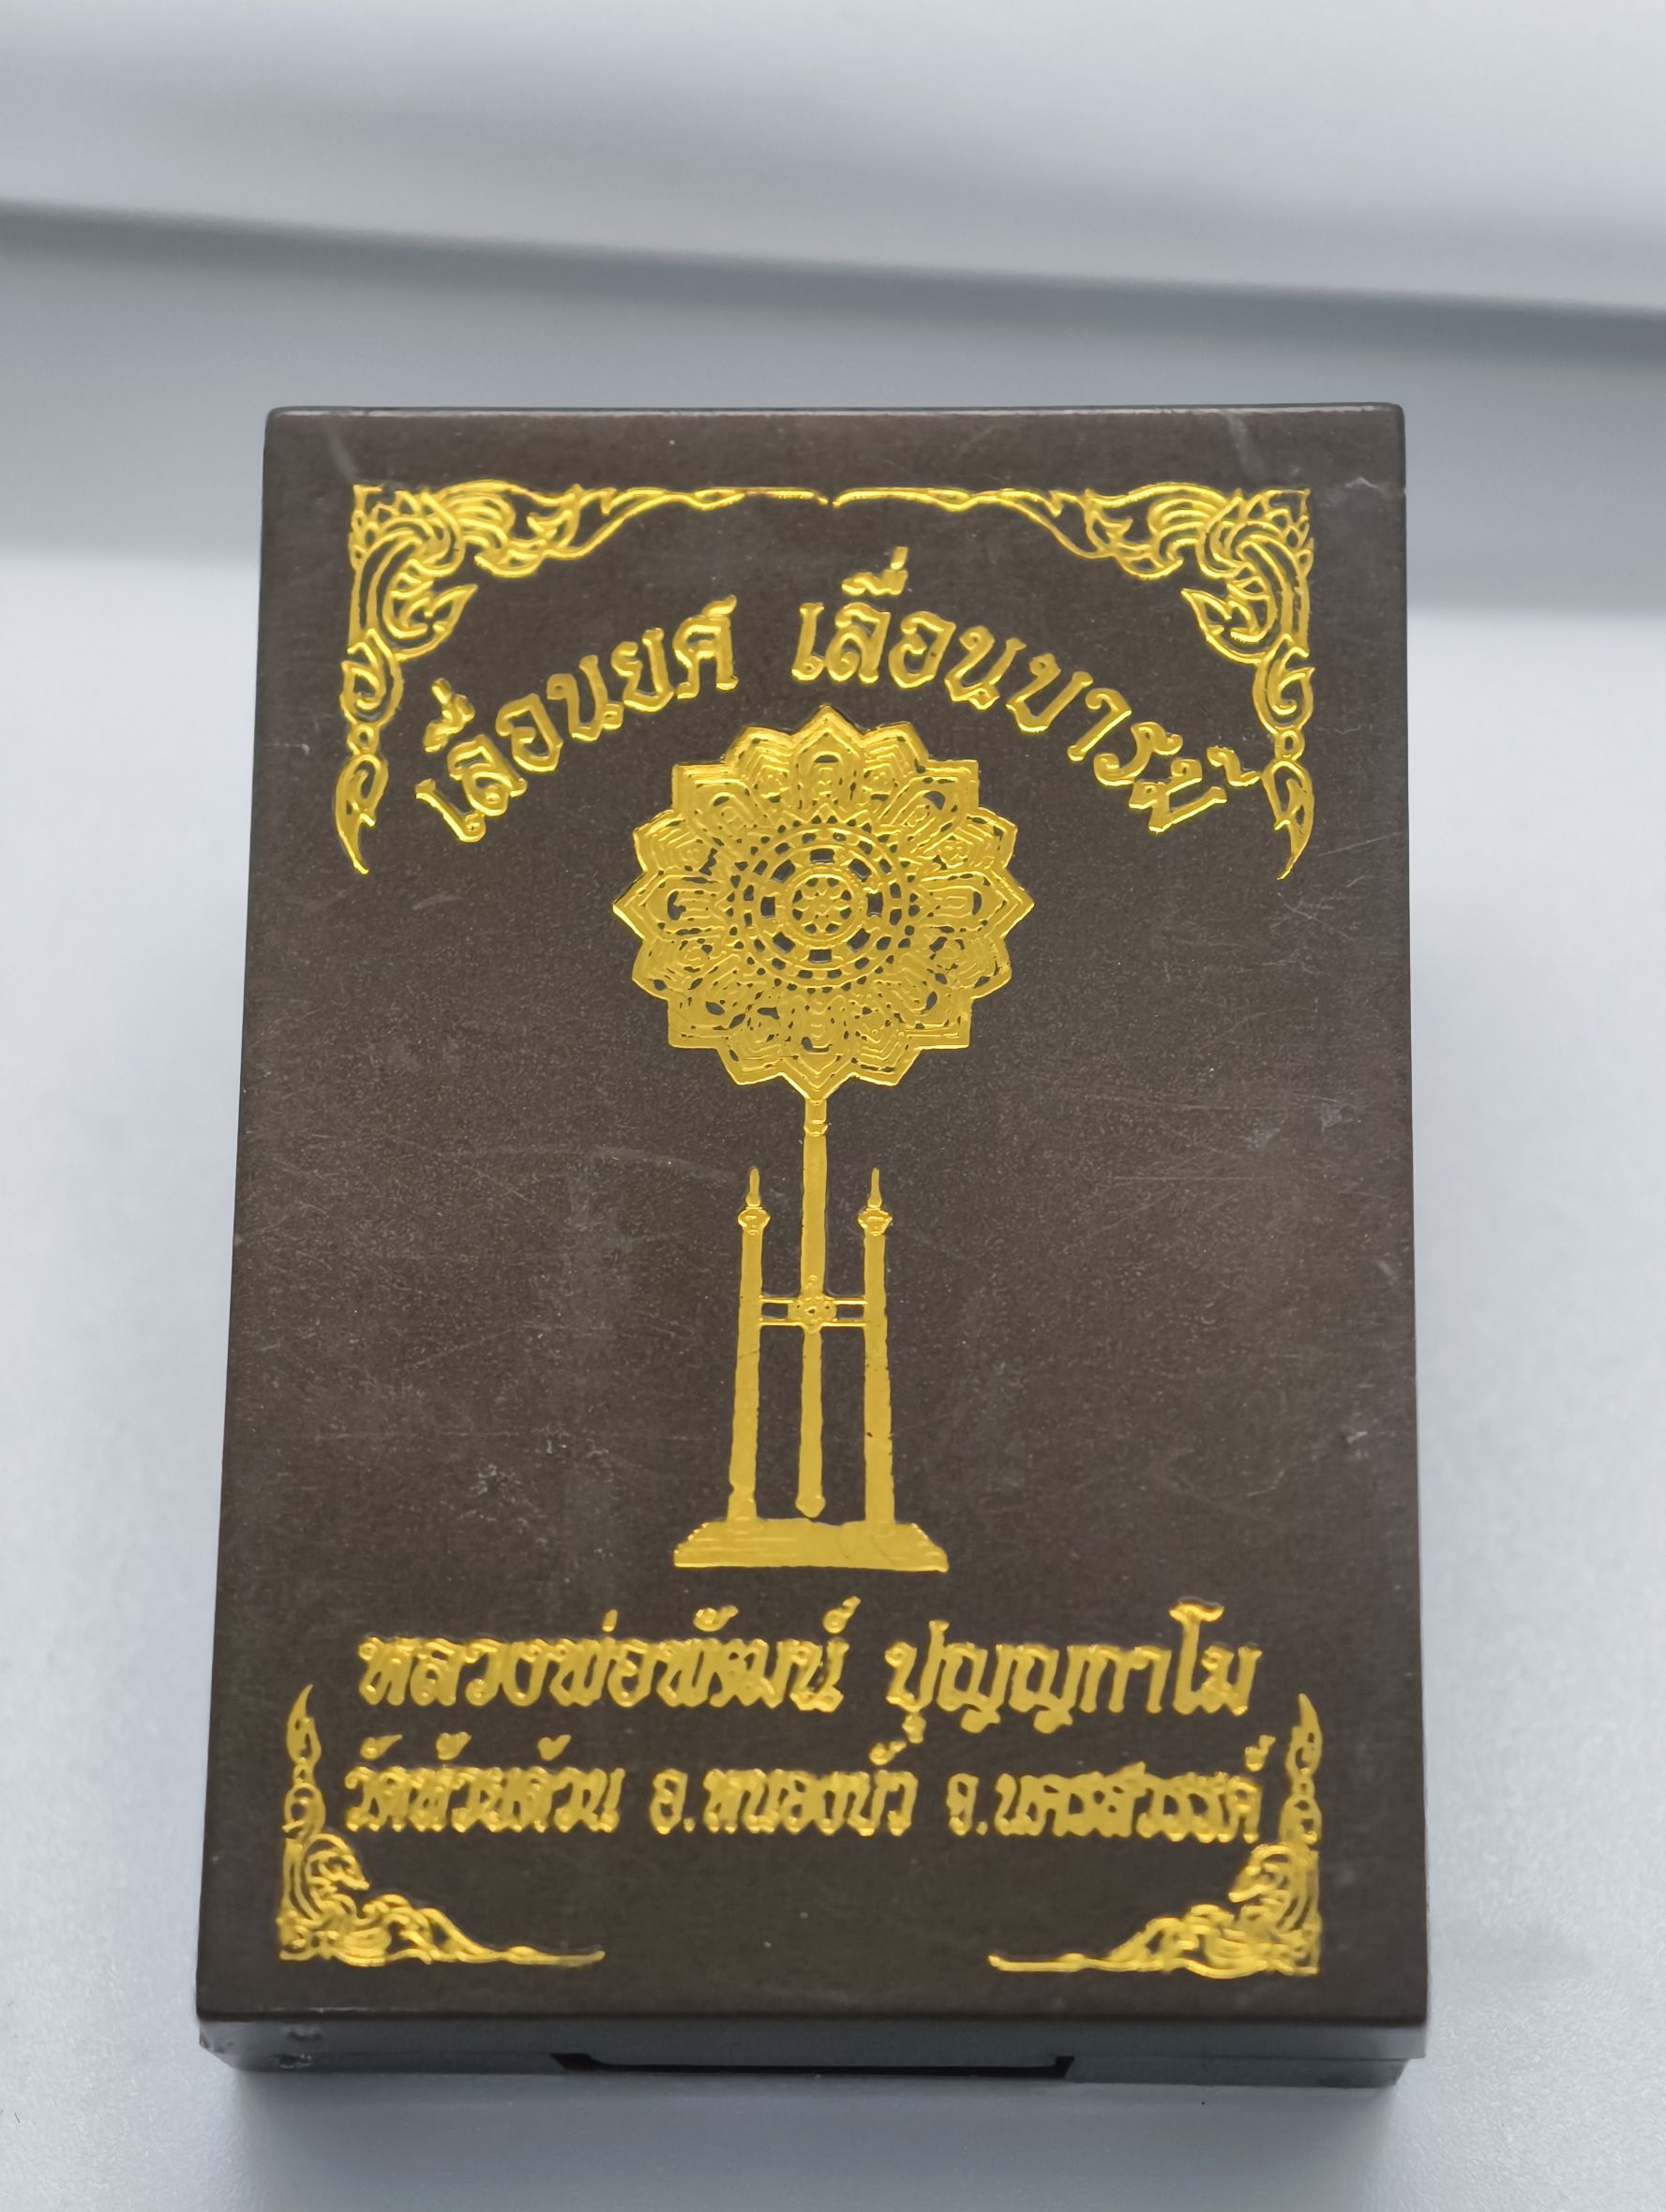 เลื่อนยศ เลื่อนบารมี
หลวงพ่อพัฒน์ ปุญฺญกาโม
วัดห้วยด้วน อ.หนองบัว จ.นครสวรรค์